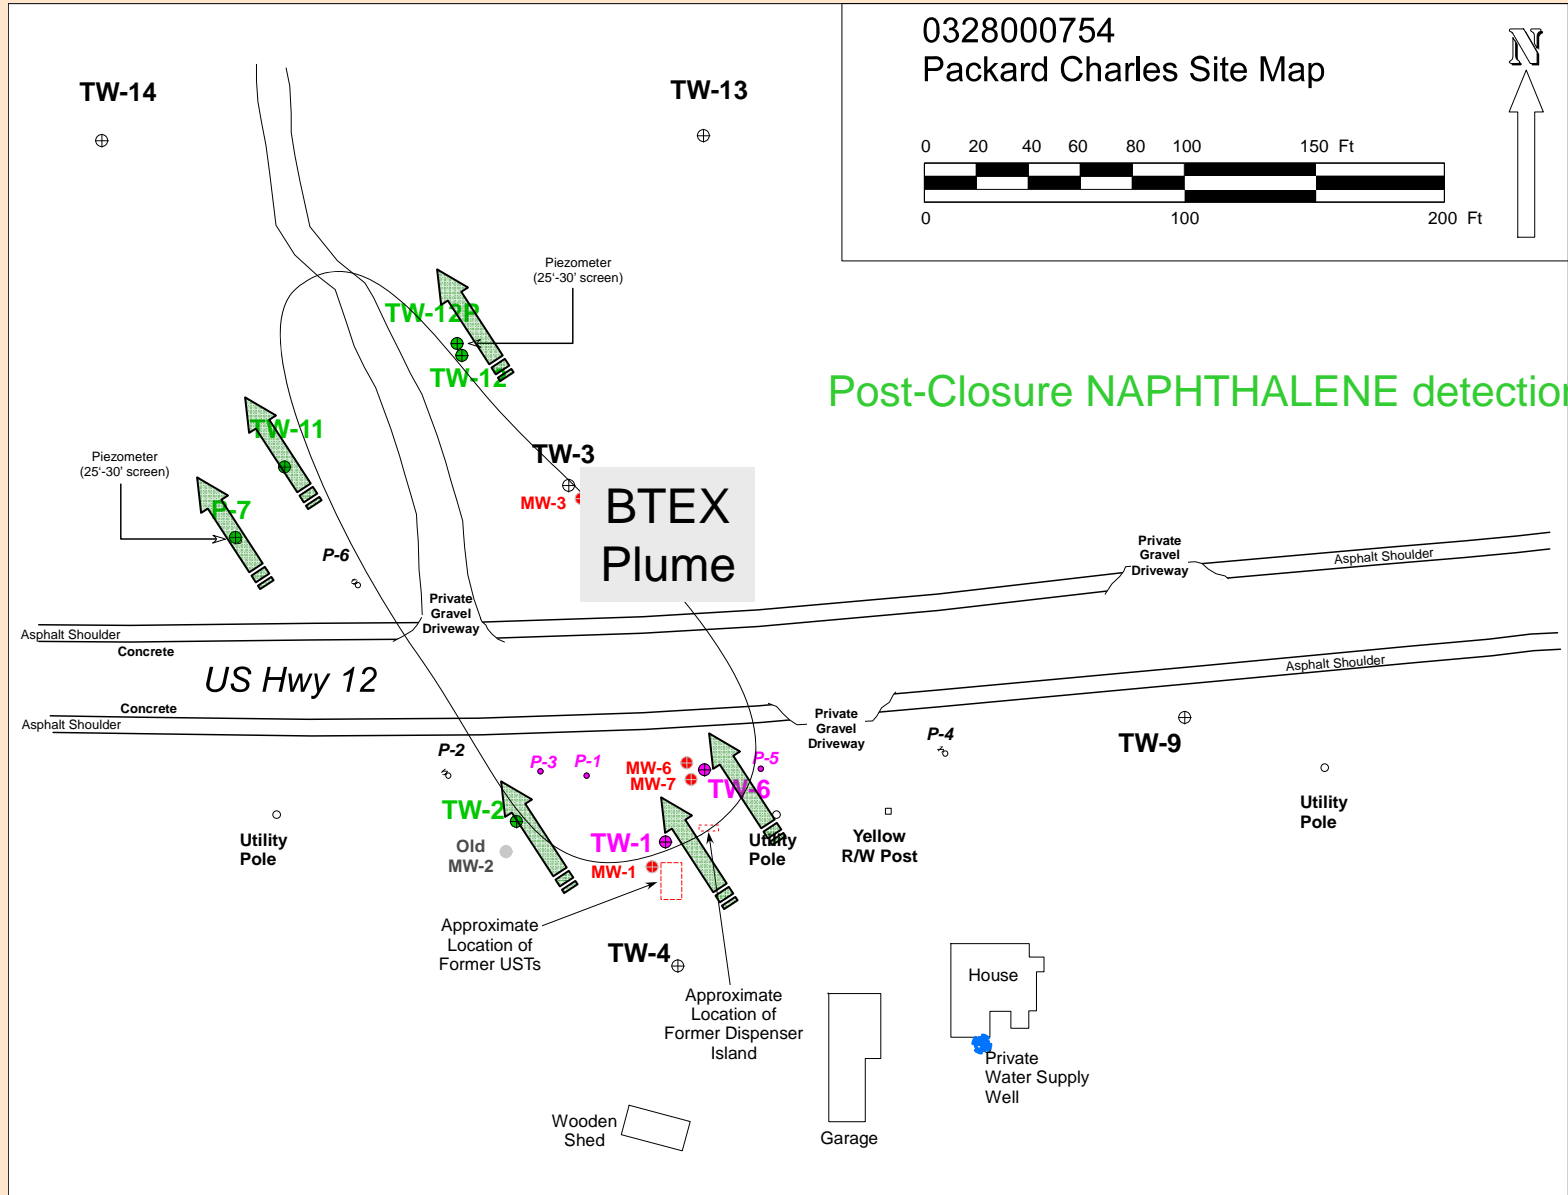 0328000754
Packard Charles Site Map
N
0 20 40 60 80 100 150 Ft
0 100 200 Ft
TW-14
TW-13
Piezometer
(25'-30' screen)
TW-12P
TW-12
Post-Closure NAPHTHALENE detection
TW-11
Piezometer
(25'-30' screen)
P-7
TW-3
MW-3
BTEX
Plume
P-6
Private
Gravel
Driveway
Private
Gravel
Driveway
Asphalt Shoulder
Asphalt Shoulder
Concrete
US Hwy 12
Asphalt Shoulder
Concrete
Asphalt Shoulder
Private
Gravel
Driveway
P-2
P-3
P-1
MW-6
MW-7
TW-6
P-5
P-4
TW-9
TW-2
Utility
Pole
Old
MW-2
TW-1
MW-1
Utility
Pole
Yellow
R/W Post
Utility
Pole
Approximate
Location of
Former USTs
TW-4
Approximate
Location of
Former Dispenser
Island
House
Private
Water Supply
Well
Wooden
Shed
Garage